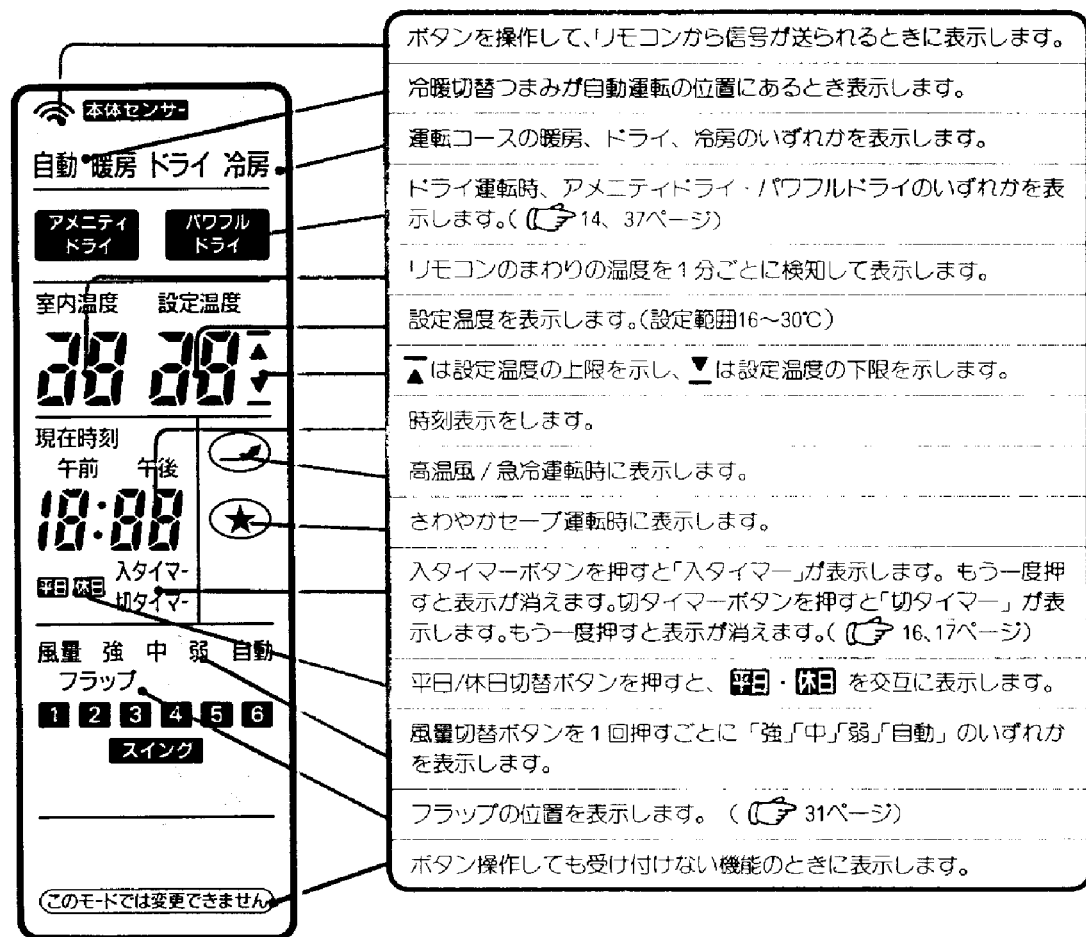 本体センサー
自動 暖房 ドライ 冷房
アメニティ
ドライ
パワフル
ドライ
室内温度 設定温度
28 28
現在時刻
午前 午後
18:88
平日 休日
入タイマー
切タイマー
風量 強 中 弱 自動
フラップ
1 2 3 4 5 6
スイング
このモードでは変更できません
ボタンを操作して、リモコンから信号が送られるときに表示します。
冷暖切替つまみが自動運転の位置にあるとき表示します。
運転コースの暖房、ドライ、冷房のいずれかを表示します。
ドライ運転時、アメニティドライ・パワフルドライのいずれかを表
示します。(14、37ページ)
リモコンのまわりの温度を1分ごとに検知して表示します。
設定温度を表示します。(設定範囲16〜30℃)
▲は設定温度の上限を示し、▼は設定温度の下限を示します。
時刻表示をします。
高温風/急冷運転時に表示します。
さわやかセーブ運転時に表示します。
入タイマーボタンを押すと「入タイマー」が表示します。もう一度押
すと表示が消えます。切タイマーボタンを押すと「切タイマー」が表
示します。もう一度押すと表示が消えます。(16、17ページ)
平日/休日切替ボタンを押すと、平日・休日を交互に表示します。
風量切替ボタンを1回押すごとに「強」「中」「弱」「自動」のいずれか
を表示します。
フラップの位置を表示します。(31ページ)
ボタン操作しても受け付けない機能のときに表示します。